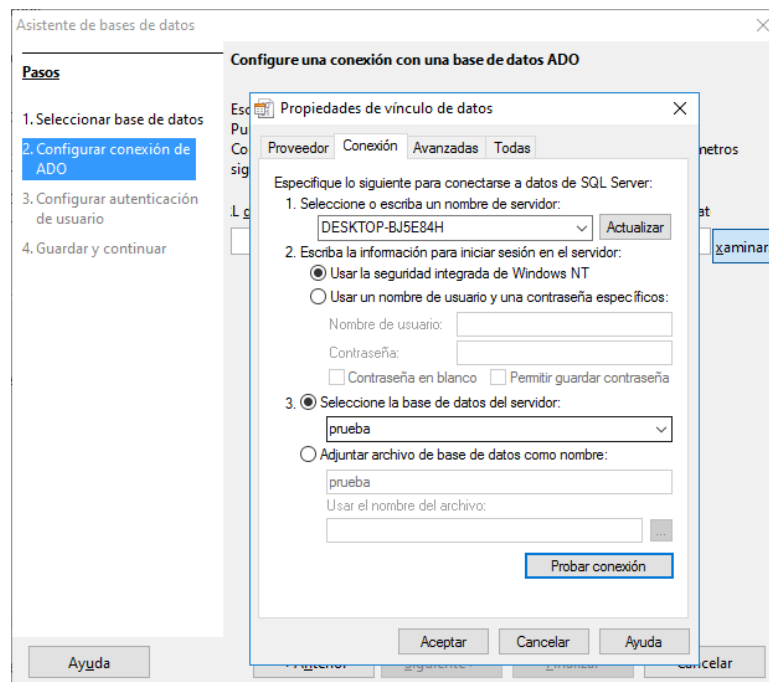 Asistente de bases de datos
Pasos
1. Seleccionar base de datos
2. Configurar conexión de
ADO
3. Configurar autenticación
de usuario
4. Guardar y continuar
Configure una conexión con una base de datos ADO
Propiedades de vínculo de datos
Proveedor Conexión Avanzadas Todas
Especifique lo siguiente para conectarse a datos de SQL Server:
1. Seleccione o escriba un nombre de servidor:
DESKTOP-BJ5E84H Actualizar
2. Escriba la información para iniciar sesión en el servidor:
Usar la seguridad integrada de Windows NT
Usar un nombre de usuario y una contraseña específicos:
Nombre de usuario:
Contraseña:
Contraseña en blanco Permitir guardar contraseña
3. Seleccione la base de datos del servidor:
prueba
Adjuntar archivo de base de datos como nombre:
prueba
Usar el nombre del archivo:
...
Probar conexión
Aceptar Cancelar Ayuda
xaminar
Ayuda